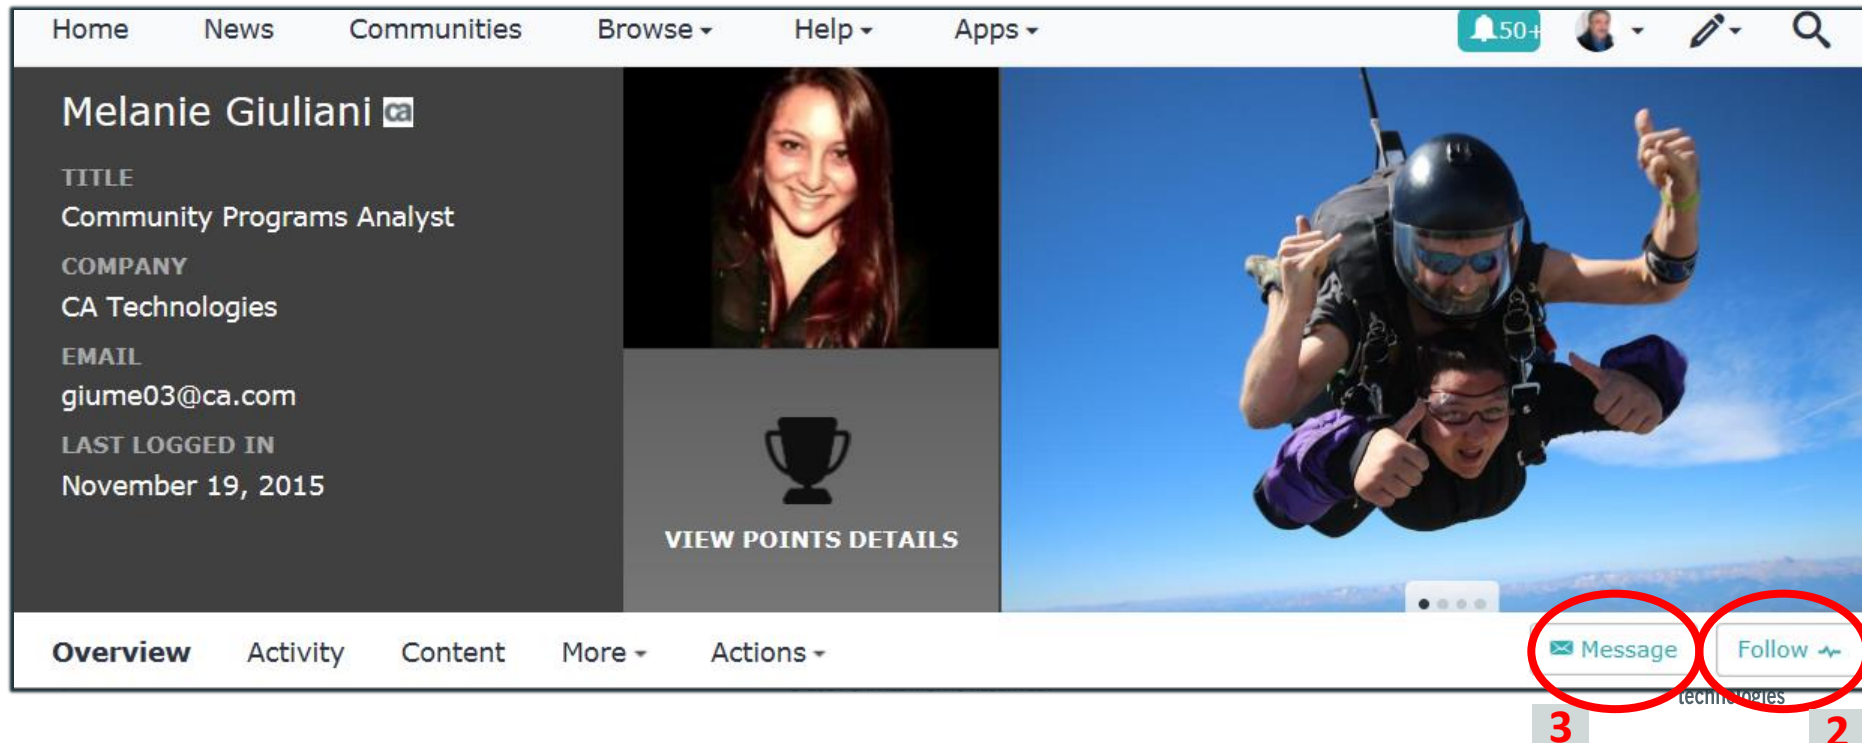 Home News Communities Browse Help Apps 50+
Melanie Giuliani ca
TITLE
Community Programs Analyst
COMPANY
CA Technologies
EMAIL
giume03@ca.com
LAST LOGGED IN
November 19, 2015
VIEW POINTS DETAILS
Overview Activity Content More Actions Message Follow
technologies
3 2